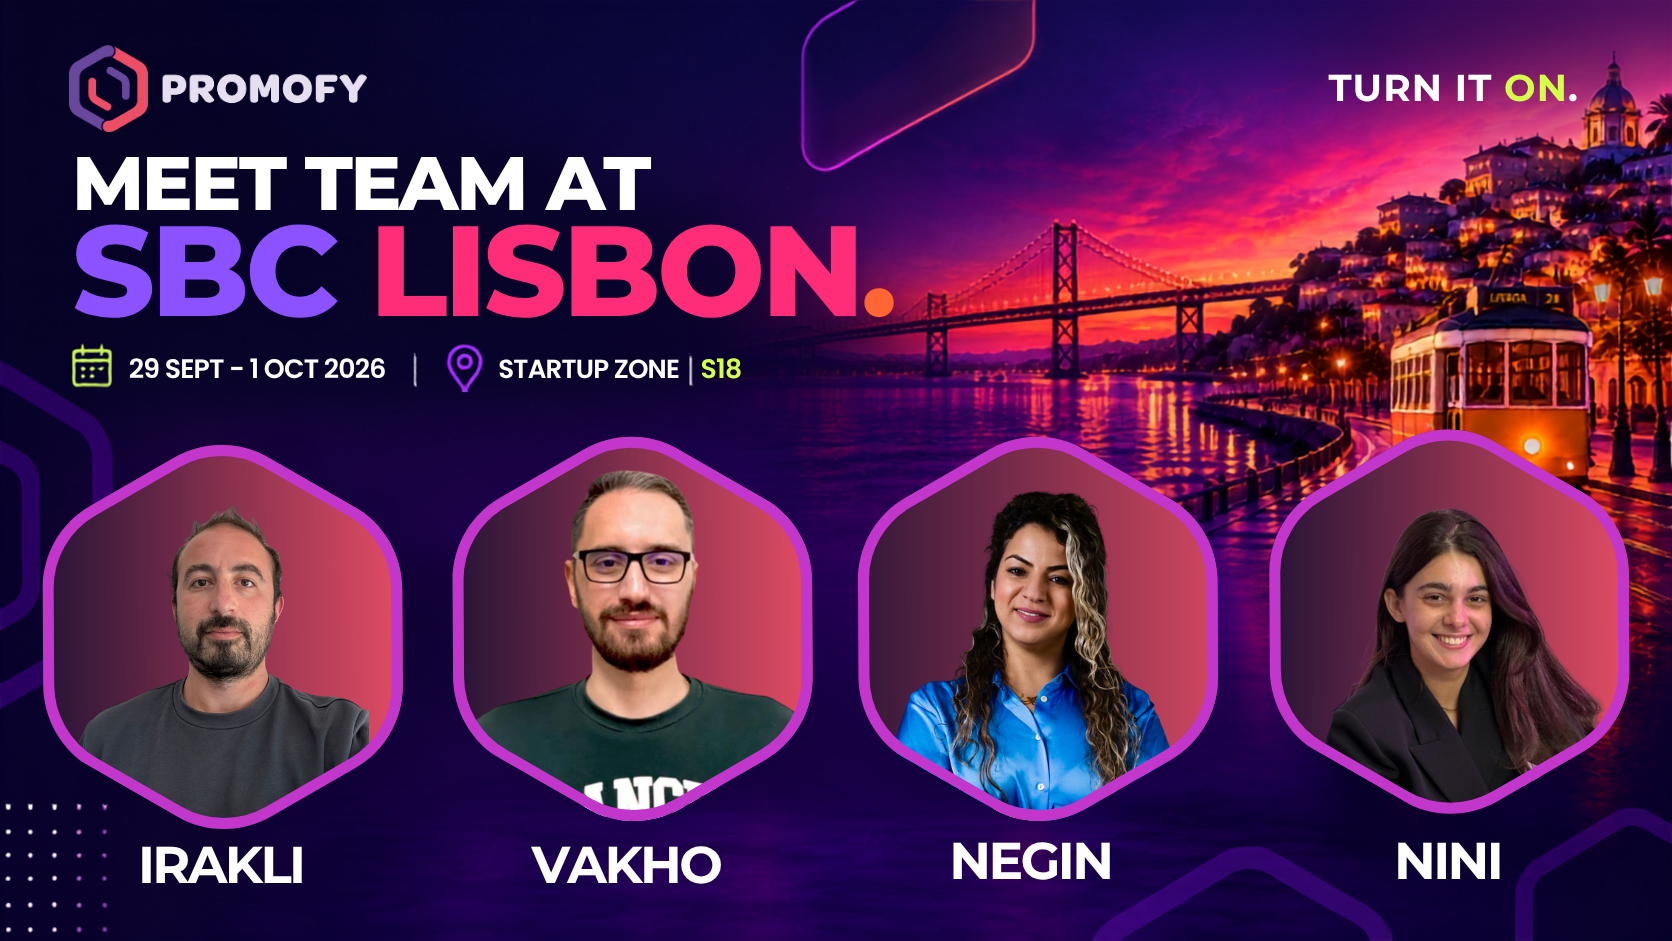 PROMOFY
TURN IT ON.
MEET TEAM AT
SBC LISBON.
29 SEPT - 1 OCT 2026 | STARTUP ZONE | S18
IRAKLI
VAKHO
NEGIN
NINI